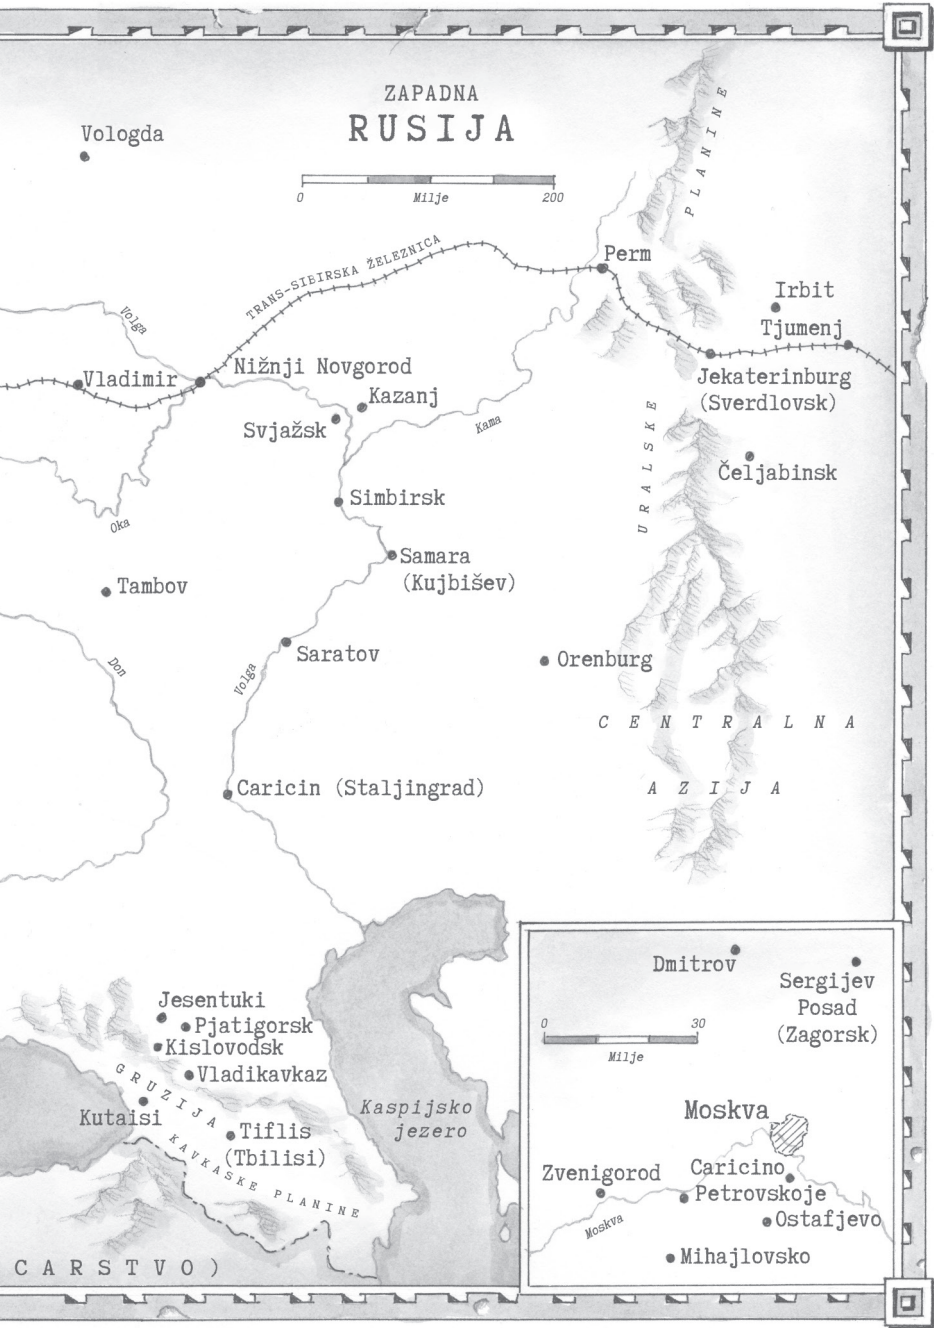 ZAPADNA
RUSIJA
0 Milje 200
Vologda
PLANINE
TRANS-SIBIRSKA ŽELEZNICA
Perm
Irbit
Tjumenj
Volga
Vladimir
Nižnji Novgorod
Jekaterinburg
(Sverdlovsk)
Kazanj
Svjažsk
Kama
URALSKE
Čeljabinsk
Simbirsk
Oka
Samara
(Kujbišev)
Tambov
Saratov
Orenburg
Don
Volga
CENTRALNA
AZIJA
Caricin (Staljingrad)
Jesentuki
Pjatigorsk
Kislovodsk
Vladikavkaz
GRUZIJA
Kutaisi
Tiflis
(Tbilisi)
KAVKASKE PLANINE
Kaspijsko
jezero
CARSTVO)
Dmitrov
Sergijev
Posad
(Zagorsk)
0 30
Milje
Moskva
Zvenigorod
Caricino
Petrovskoje
Moskva
Ostafjevo
Mihajlovsko